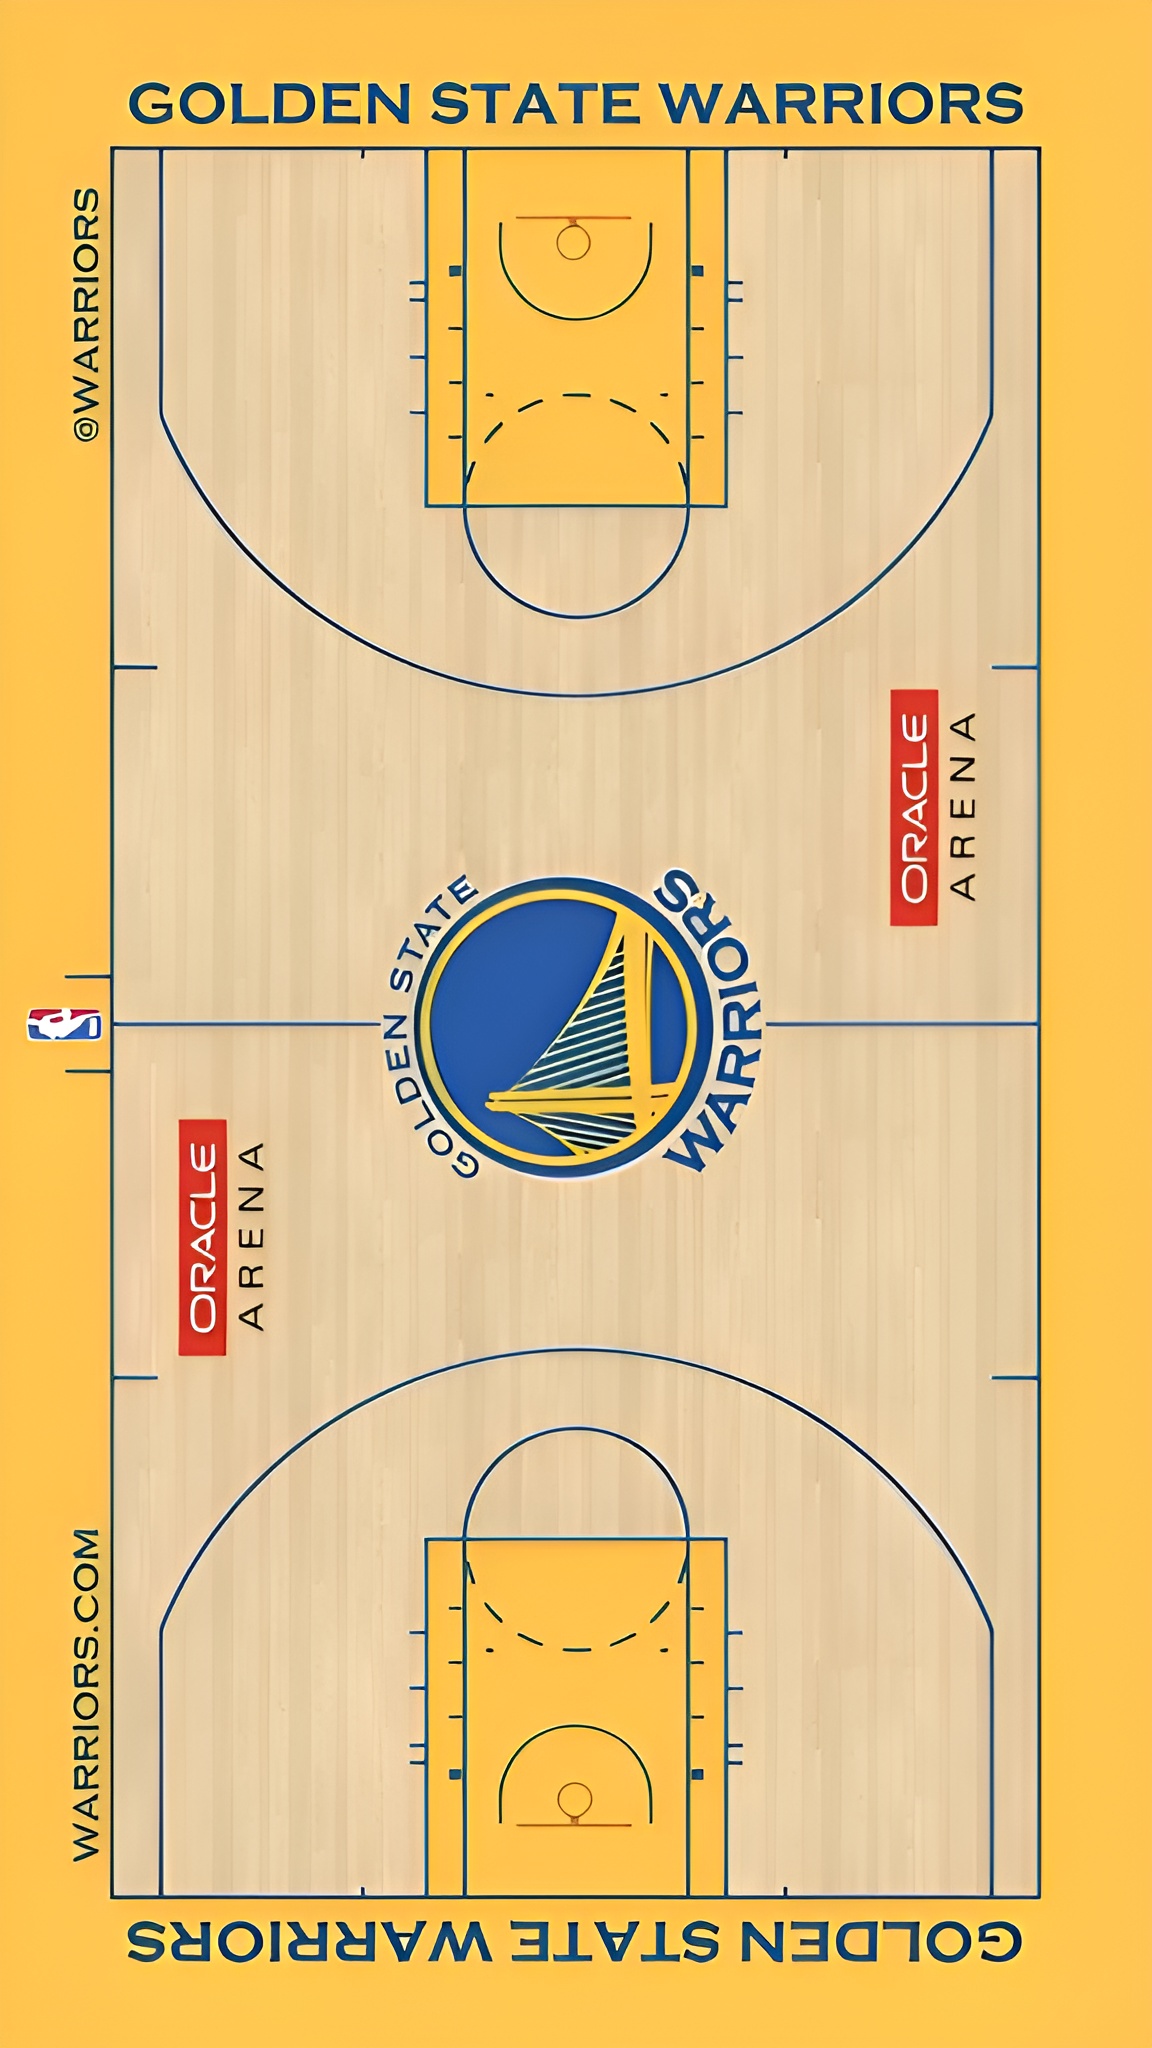 GOLDEN STATE WARRIORS
@WARRIORS
ORACLE
ARENA
GOLDEN STATE
WARRIORS
ORACLE
ARENA
WARRIORS.COM
GOLDEN STATE WARRIORS